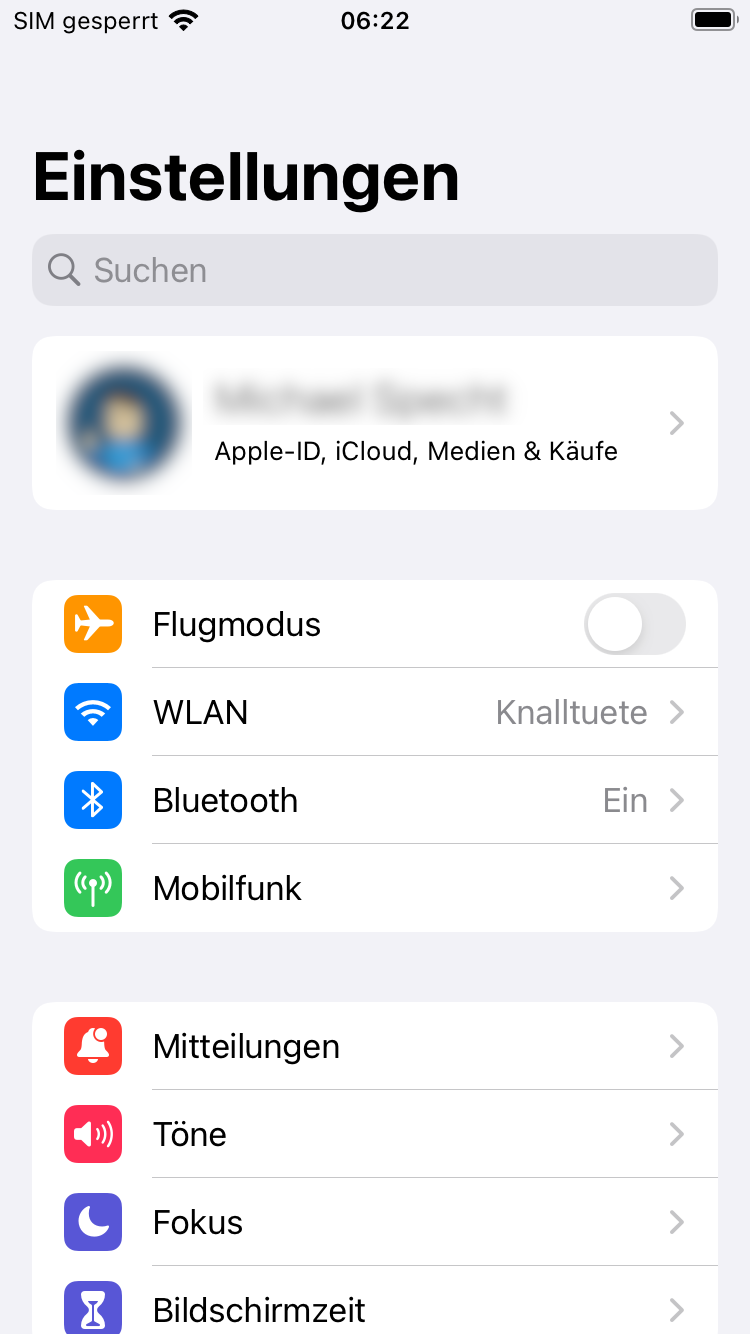 SIM gesperrt 06:22
Einstellungen
Suchen
Apple-ID, iCloud, Medien & Käufe
Flugmodus
WLAN Knalltuete
Bluetooth Ein
Mobilfunk
Mitteilungen
Töne
Fokus
Bildschirmzeit